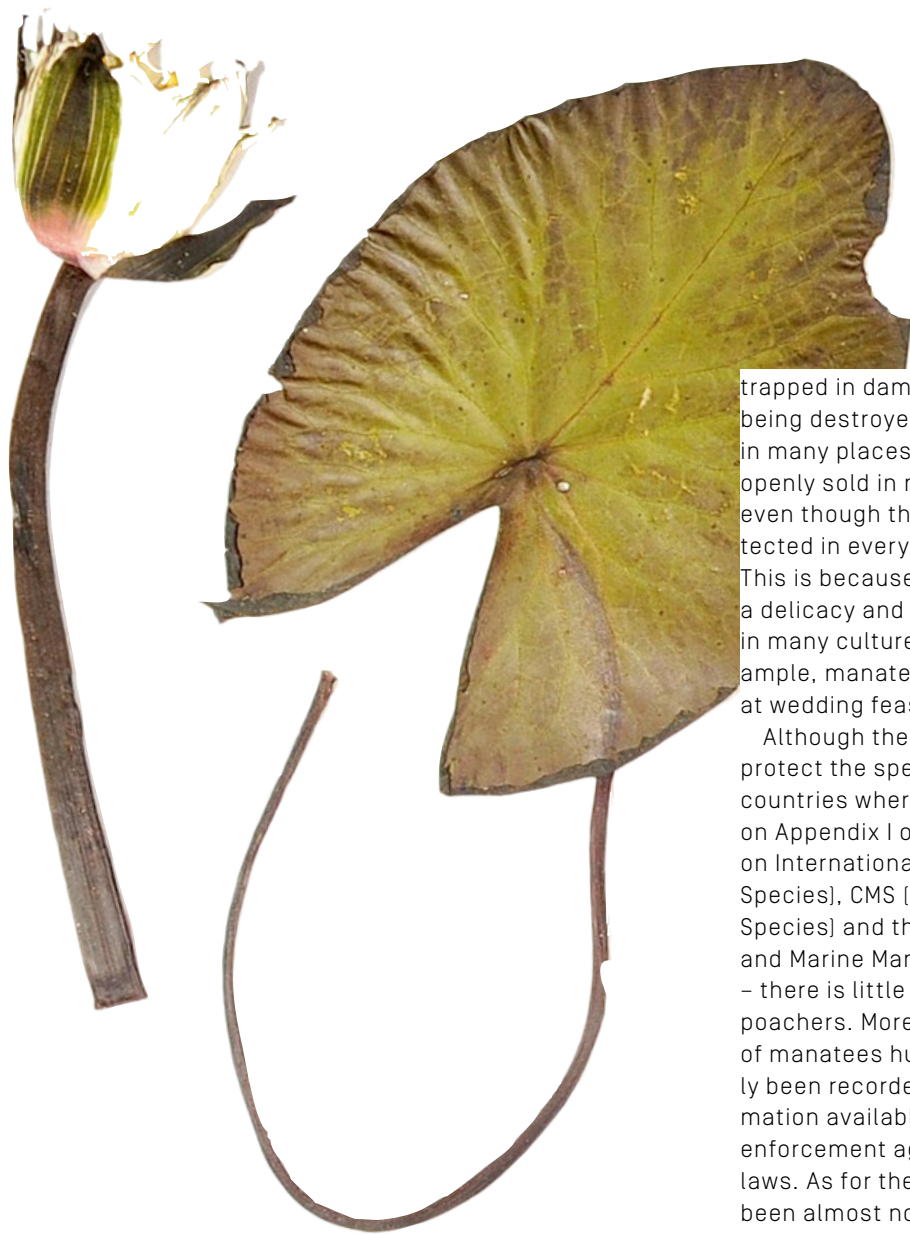 trapped in dam
being destroye
in many places
openly sold in
even though th
tected in every
This is because
a delicacy and
in many culture
ample, manate
at wedding feas
Although the
protect the spe
countries wher
on Appendix I o
on Internationa
Species), CMS (
Species) and th
and Marine Mar
– there is little
poachers. More
of manatees hu
ly been recorde
mation availab
enforcement ag
laws. As for the
been almost no